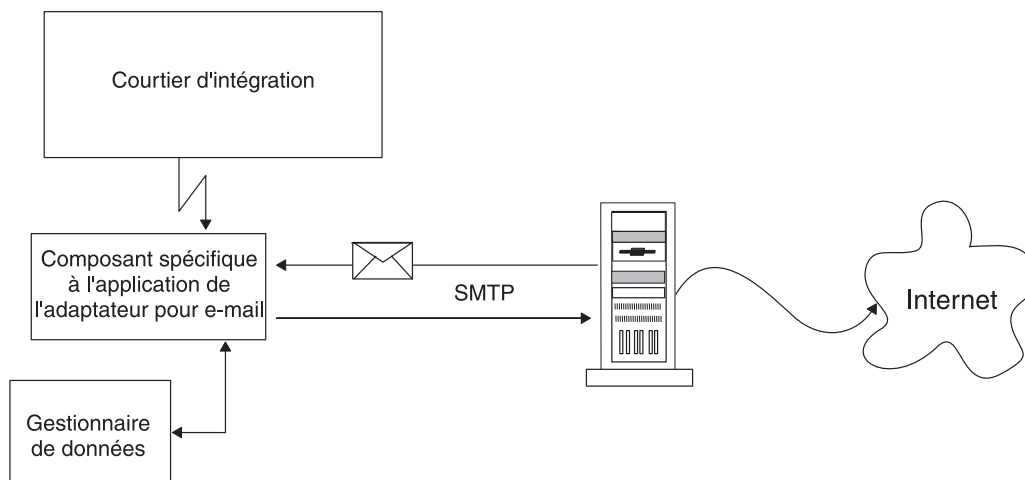 Courtier d'intégration
Composant spécifique
à l'application de
l'adaptateur pour e-mail
SMTP
Internet
Gestionnaire
de données